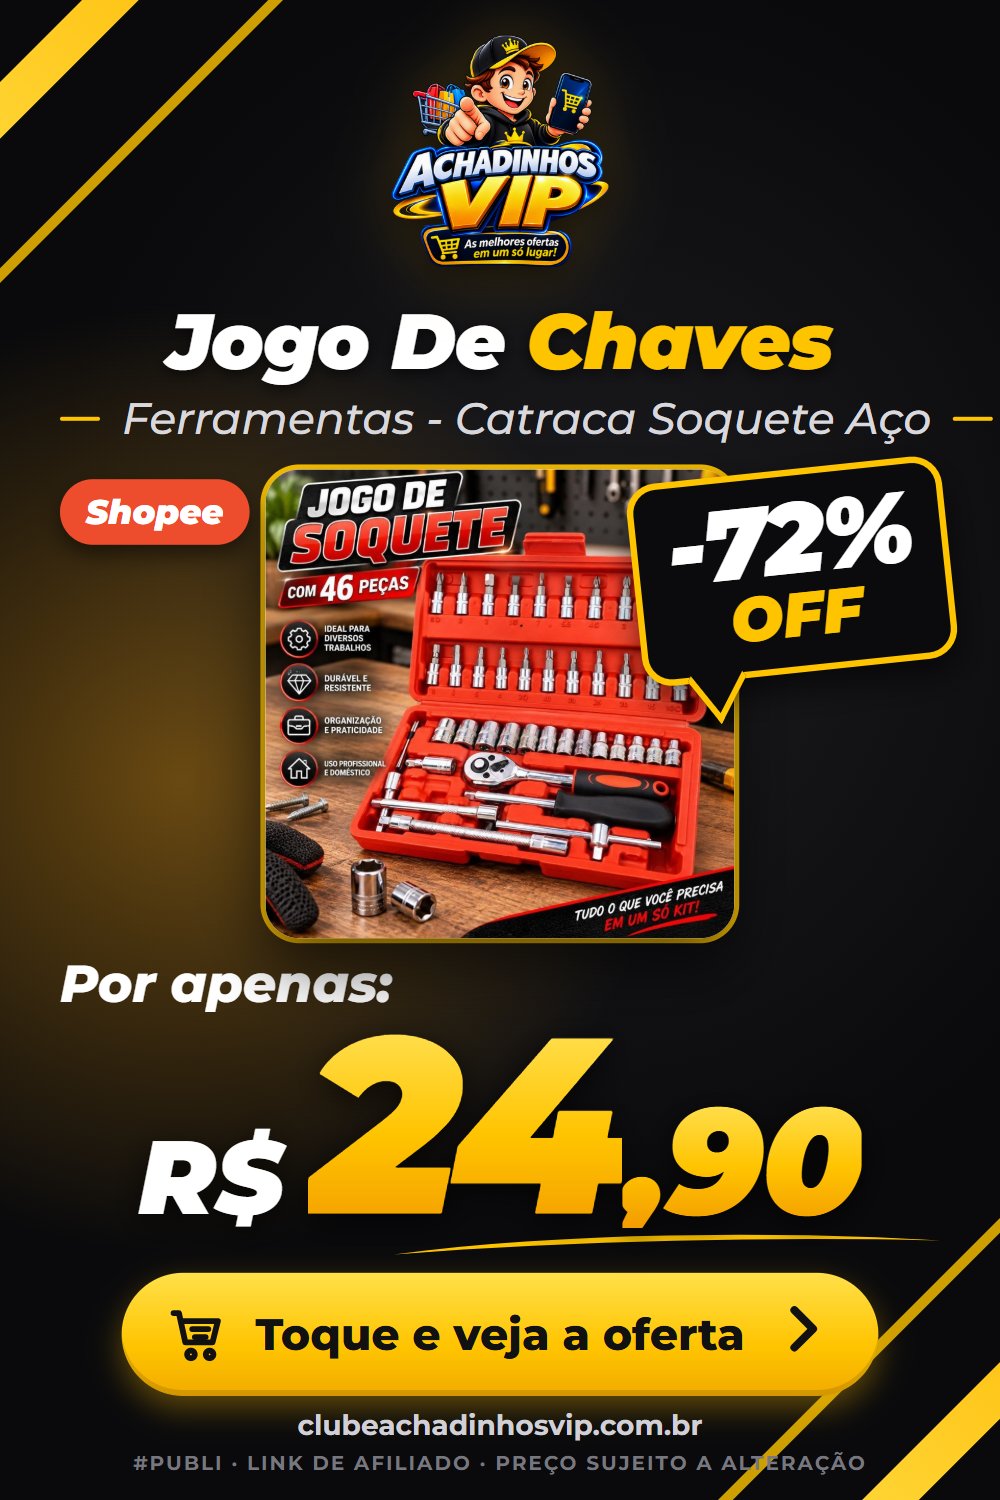 ACHADINHOS
VIP
As melhores ofertas
em um só lugar!
Jogo De Chaves
Ferramentas - Catraca Soquete Aço
Shopee
JOGO DE
SOQUETE
COM 46 PEÇAS
IDEAL PARA
DIVERSOS
TRABALHOS
DURÁVEL E
RESISTENTE
ORGANIZAÇÃO
E PRATICIDADE
USO PROFISSIONAL
E DOMÉSTICO
TUDO O QUE VOCÊ PRECISA
EM UM SÓ KIT!
-72%
OFF
Por apenas:
R$ 24,90
Toque e veja a oferta
clubeachadinhosvip.com.br
#PUBLI · LINK DE AFILIADO · PREÇO SUJEITO A ALTERAÇÃO